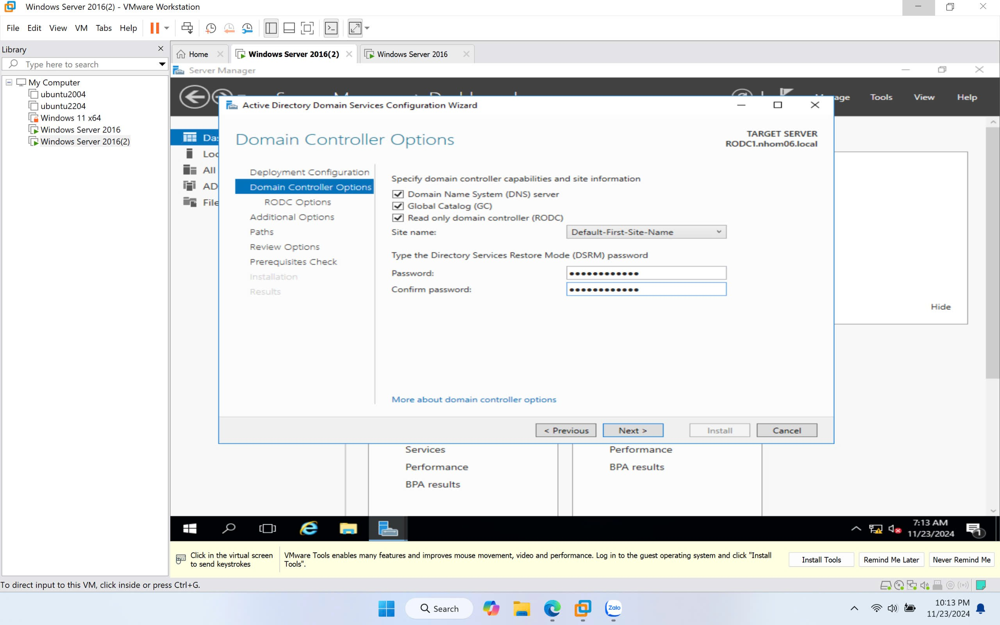 Windows Server 2016(2) - VMware Workstation
File Edit View VM Tabs Help
Library
Type here to search
My Computer
ubuntu2004
ubuntu2204
Windows 11 x64
Windows Server 2016
Windows Server 2016(2)
Home
Windows Server 2016(2)
Windows Server 2016
Server Manager
Tools View Help
Active Directory Domain Services Configuration Wizard
Domain Controller Options
TARGET SERVER
RODC1.nhom06.local
Deployment Configuration
Domain Controller Options
RODC Options
Additional Options
Paths
Review Options
Prerequisites Check
Installation
Results
Specify domain controller capabilities and site information
Domain Name System (DNS) server
Global Catalog (GC)
Read only domain controller (RODC)
Site name: Default-First-Site-Name
Type the Directory Services Restore Mode (DSRM) password
Password: ••••••••••••
Confirm password: ••••••••••••
More about domain controller options
< Previous Next > Install Cancel
All
AD
File
Hide
Services
Performance
BPA results
Performance
BPA results
7:13 AM
11/23/2024
1
Click in the virtual screen
to send keystrokes
VMware Tools enables many features and improves mouse movement, video and performance. Log in to the guest operating system and click "Install
Tools".
Install Tools Remind Me Later Never Remind Me
To direct input to this VM, click inside or press Ctrl+G.
Search
Zalo
10:13 PM
11/23/2024